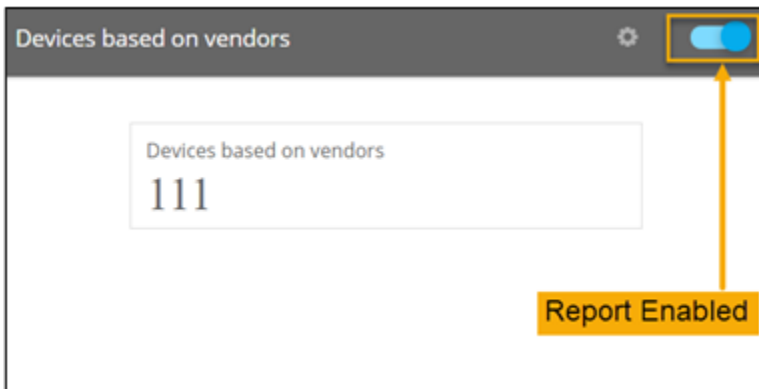 Devices based on vendors
Devices based on vendors
111
Report Enabled